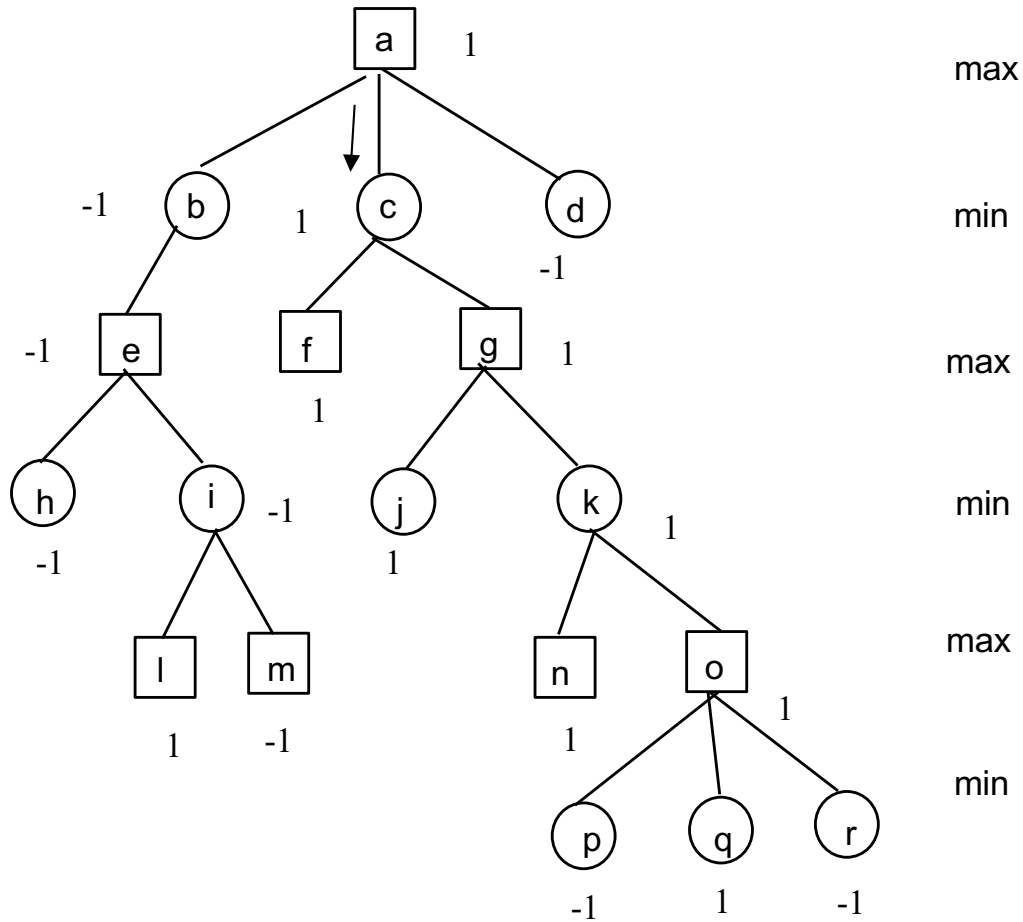 a 1 max
-1 b 1 c d min
-1
-1 e f g 1 max
1
h i -1 j k 1 min
-1 1
l m n o max
1 -1 1 1
min
p q r
-1 1 -1